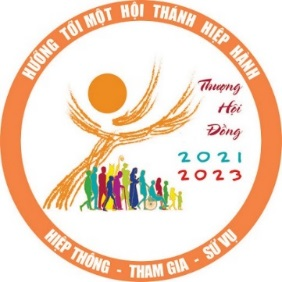 HƯỚNG TỚI MỘT HỘI THÁNH HIỆP HÀNH
Thượng
Hội
Đồng
2021
2023
HIỆP THÔNG - THAM GIA - SỨ VỤ